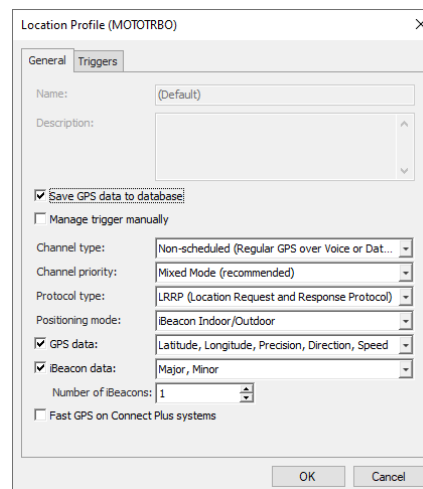 Location Profile (MOTOTRBO)
General Triggers
Name: (Default)
Description:
Save GPS data to database
Manage trigger manually
Channel type: Non-scheduled (Regular GPS over Voice or Dat...
Channel priority: Mixed Mode (recommended)
Protocol type: LRRP (Location Request and Response Protocol)
Positioning mode: iBeacon Indoor/Outdoor
GPS data: Latitude, Longitude, Precision, Direction, Speed
iBeacon data: Major, Minor
Number of iBeacons: 1
Fast GPS on Connect Plus systems
OK Cancel